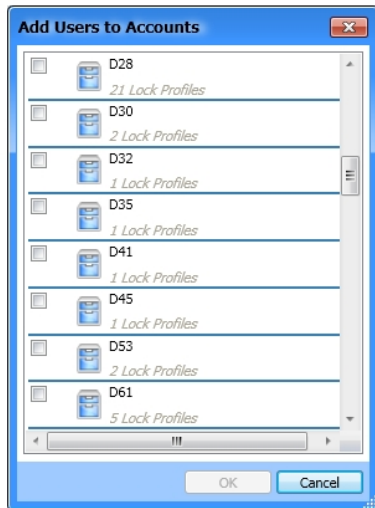 Add Users to Accounts
D28
21 Lock Profiles
D30
2 Lock Profiles
D32
1 Lock Profiles
D35
1 Lock Profiles
D41
1 Lock Profiles
D45
1 Lock Profiles
D53
2 Lock Profiles
D61
5 Lock Profiles
OK
Cancel